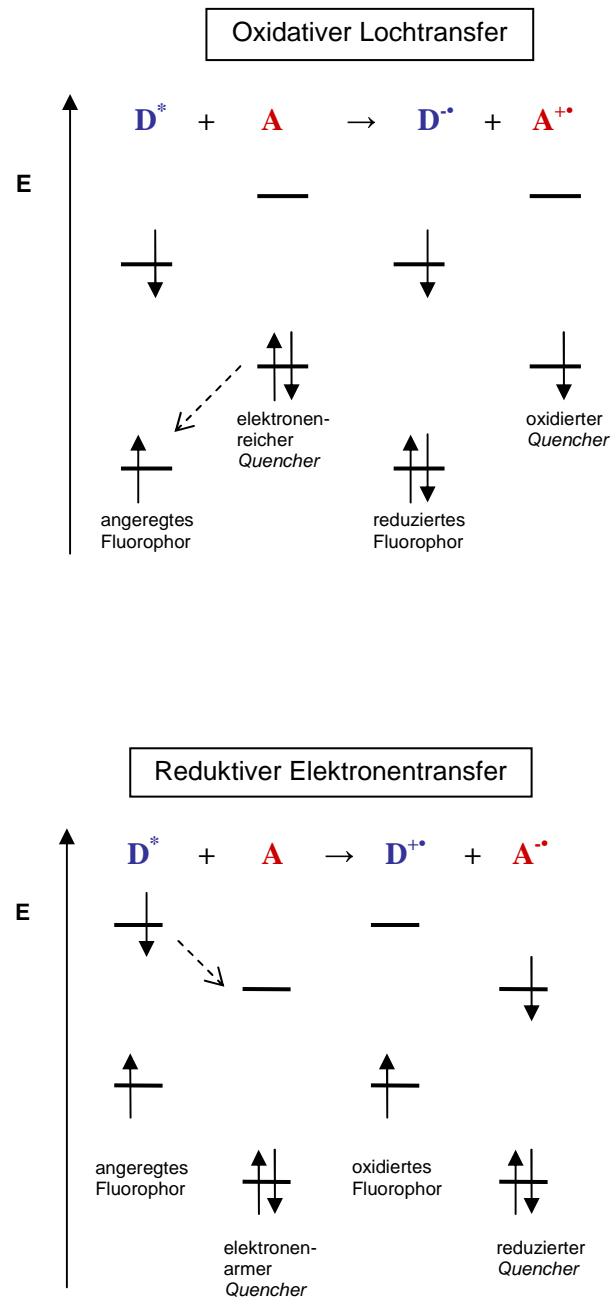 Oxidativer Lochtransfer
D* + A → D-• + A+•
E
elektronen-
reicher
Quencher
oxidierter
Quencher
angeregtes
Fluorophor
reduziertes
Fluorophor
Reduktiver Elektronentransfer
D* + A → D+• + A-•
E
angeregtes
Fluorophor
oxidiertes
Fluorophor
elektronen-
armer
Quencher
reduzierter
Quencher